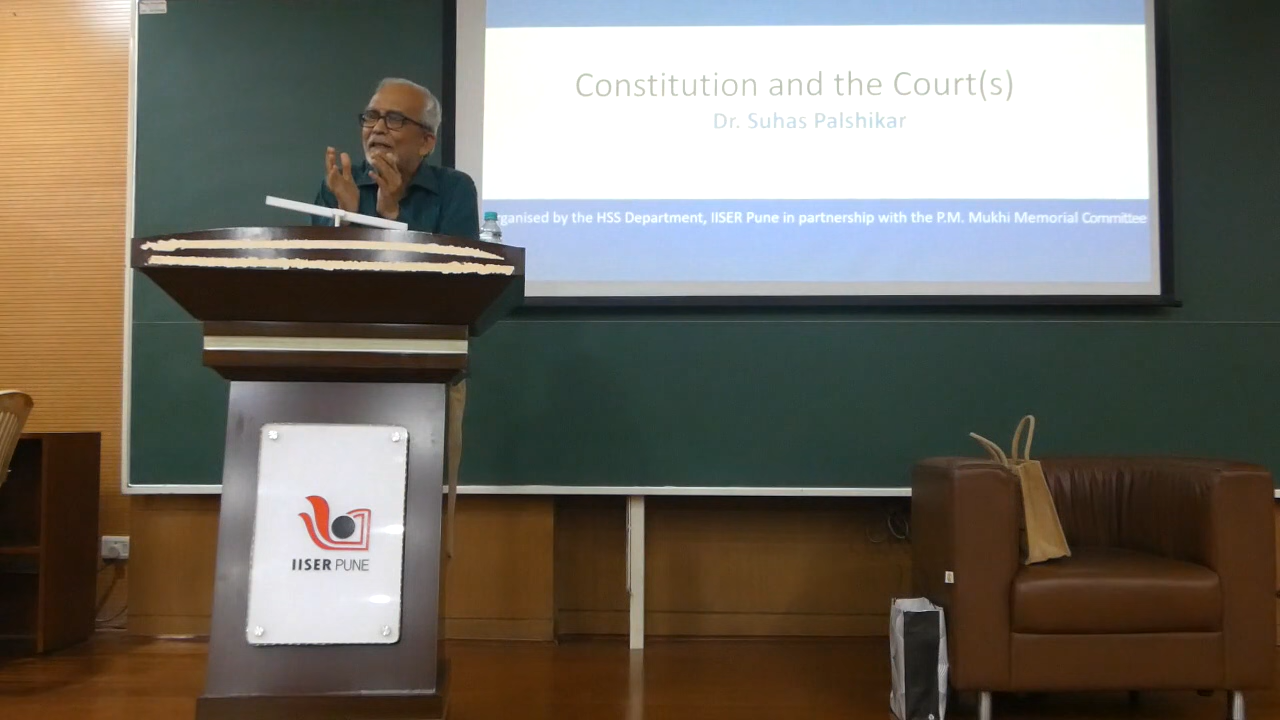 Constitution and the Court(s)
Dr. Suhas Palshikar
rganised by the HSS Department, IISER Pune in partnership with the P.M. Mukhi Memorial Committee
IISER PUNE